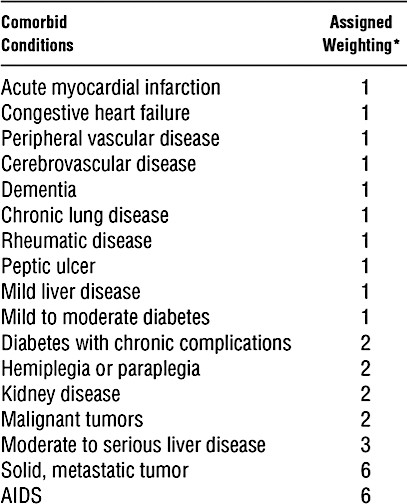 Comorbid Assigned
Conditions Weighting*
Acute myocardial infarction 1
Congestive heart failure 1
Peripheral vascular disease 1
Cerebrovascular disease 1
Dementia 1
Chronic lung disease 1
Rheumatic disease 1
Peptic ulcer 1
Mild liver disease 1
Mild to moderate diabetes 1
Diabetes with chronic complications 2
Hemiplegia or paraplegia 2
Kidney disease 2
Malignant tumors 2
Moderate to serious liver disease 3
Solid, metastatic tumor 6
AIDS 6